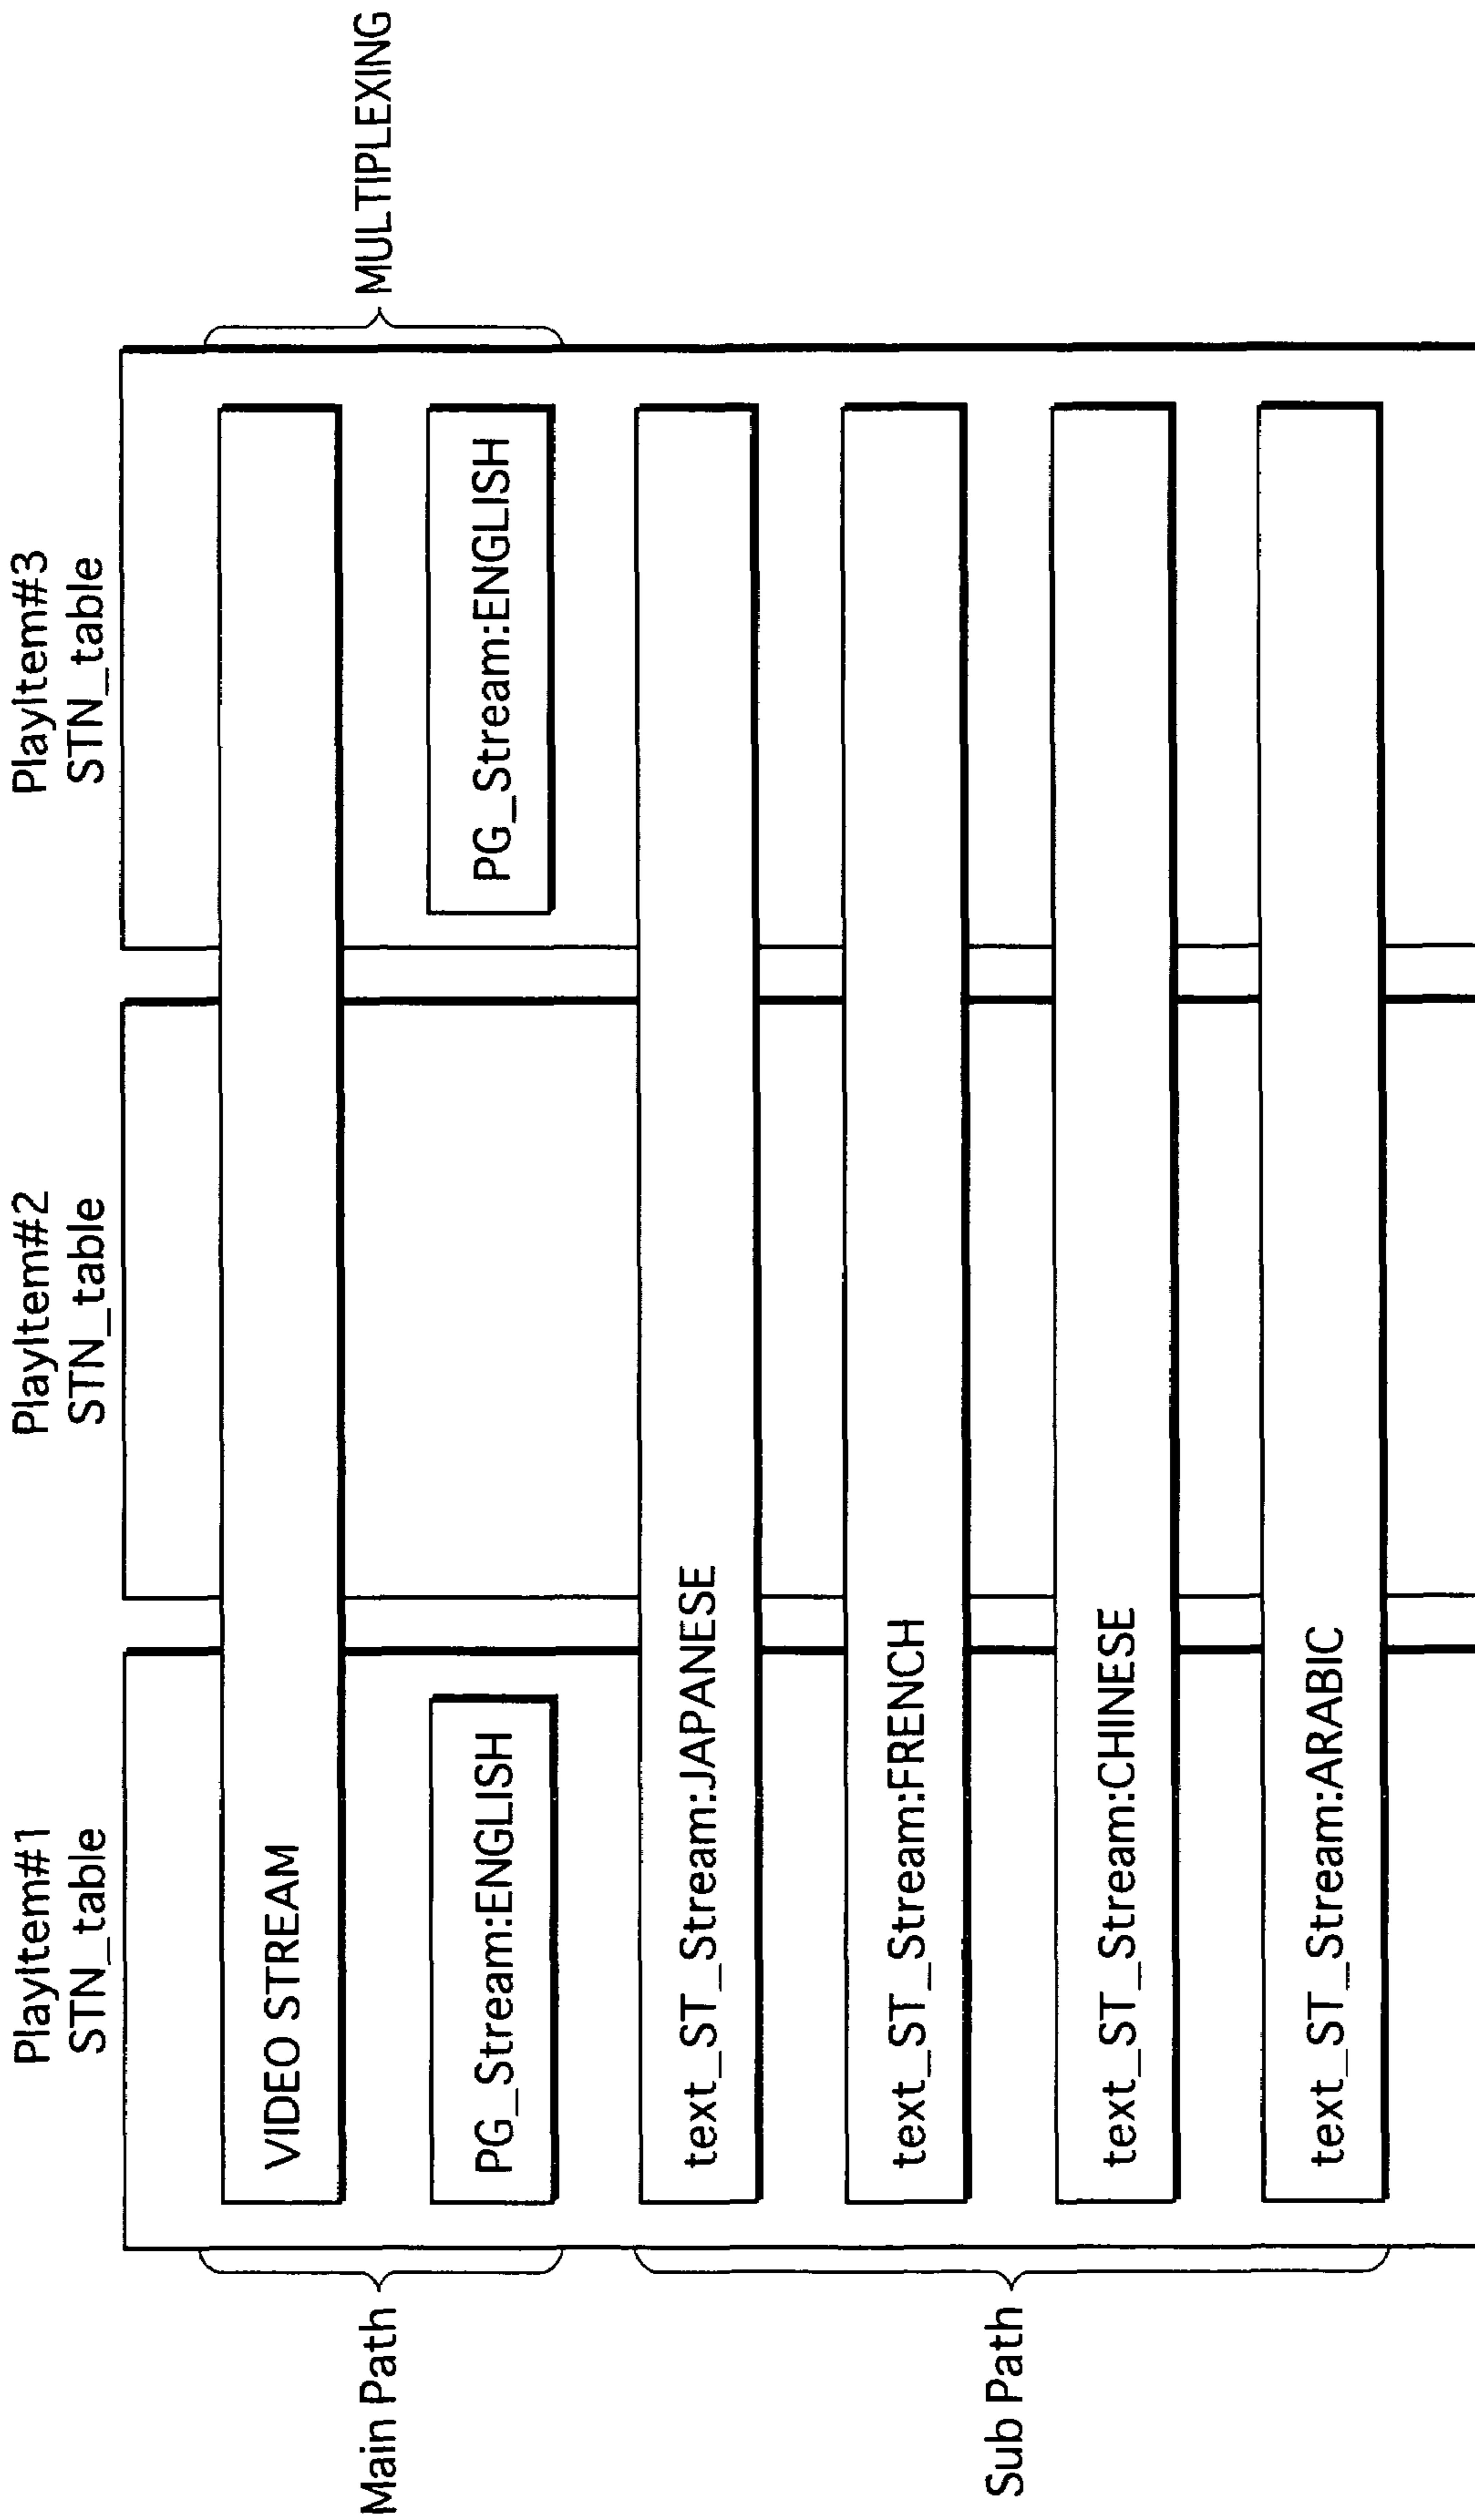 PlayItem#1
STN_table
PlayItem#2
STN_table
PlayItem#3
STN_table
Main Path
VIDEO STREAM
PG_Stream:ENGLISH
PG_Stream:ENGLISH
MULTIPLEXING
Sub Path
text_ST_Stream:JAPANESE
text_ST_Stream:FRENCH
text_ST_Stream:CHINESE
text_ST_Stream:ARABIC